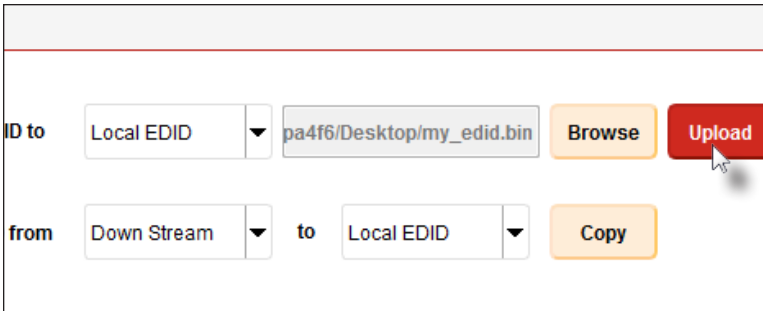 ID to Local EDID pa4f6/Desktop/my_edid.bin Browse Upload
from Down Stream to Local EDID Copy